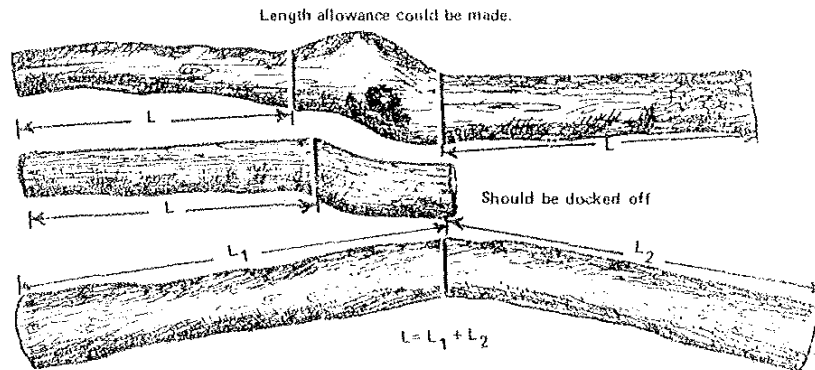 Length allowance could be made.
L
L
L
Should be docked off
L₁
L₂
L = L₁ + L₂